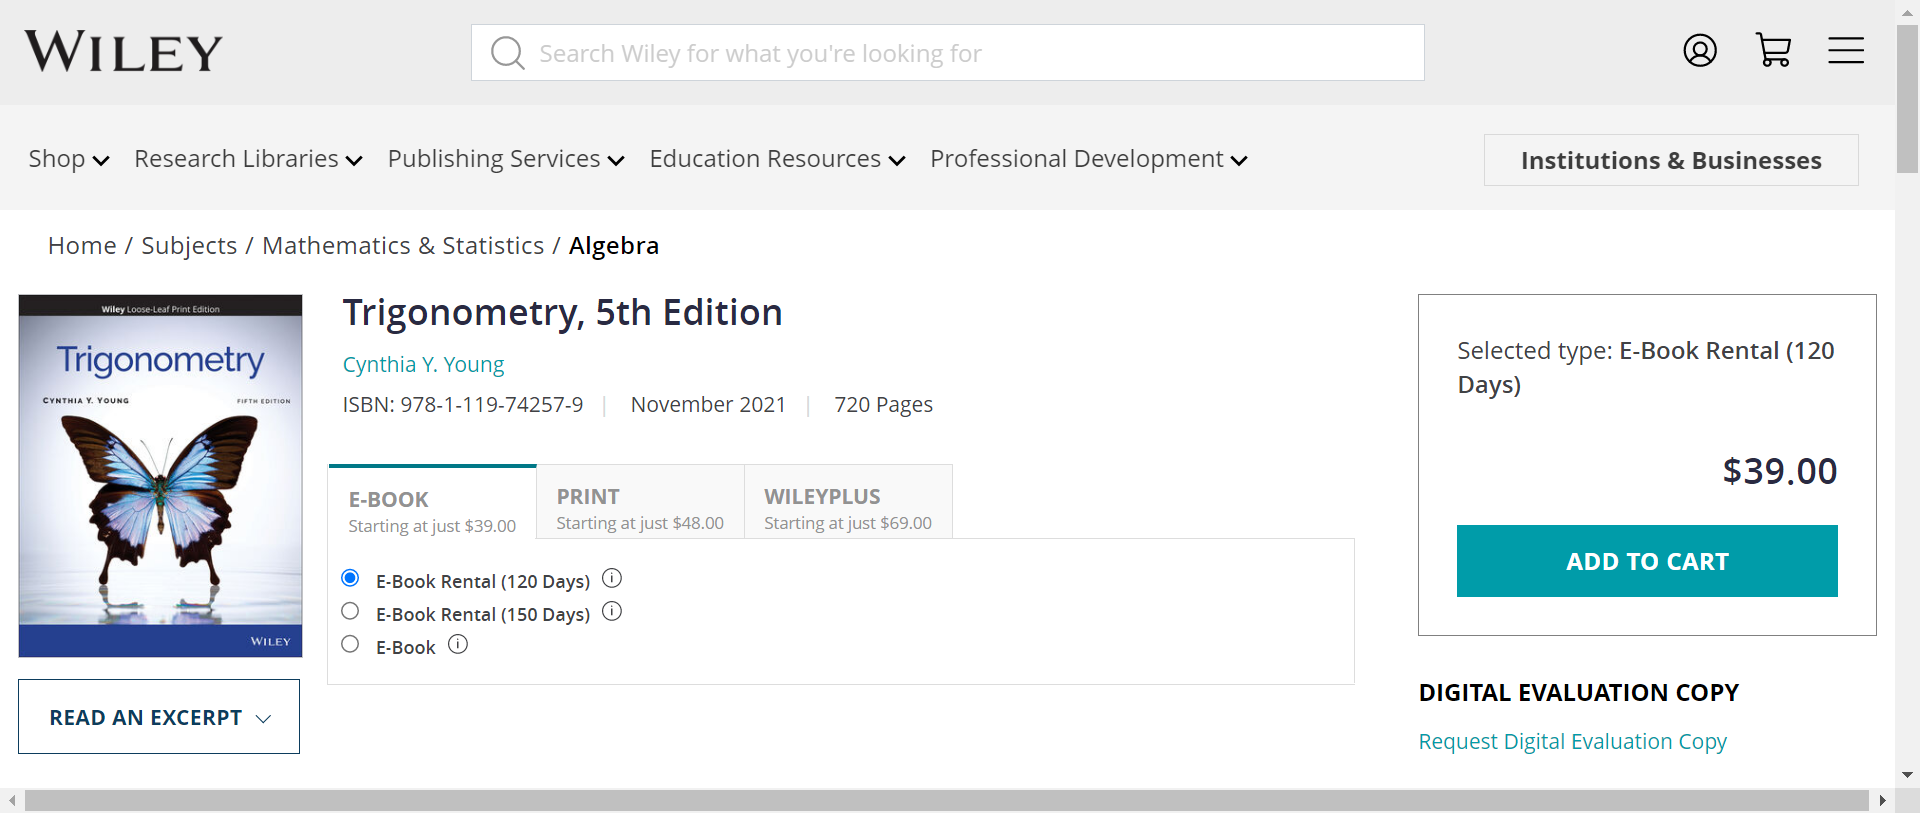 WILEY
Search Wiley for what you're looking for
Shop
Research Libraries
Publishing Services
Education Resources
Professional Development
Institutions & Businesses
Home / Subjects / Mathematics & Statistics / Algebra
Wiley Loose-Leaf Print Edition
Trigonometry
CYNTHIA Y. YOUNG
FIFTH EDITION
WILEY
READ AN EXCERPT
Trigonometry, 5th Edition
Cynthia Y. Young
ISBN: 978-1-119-74257-9 | November 2021 | 720 Pages
E-BOOK
Starting at just $39.00
PRINT
Starting at just $48.00
WILEYPLUS
Starting at just $69.00
E-Book Rental (120 Days)
E-Book Rental (150 Days)
E-Book
Selected type: E-Book Rental (120
Days)
$39.00
ADD TO CART
DIGITAL EVALUATION COPY
Request Digital Evaluation Copy